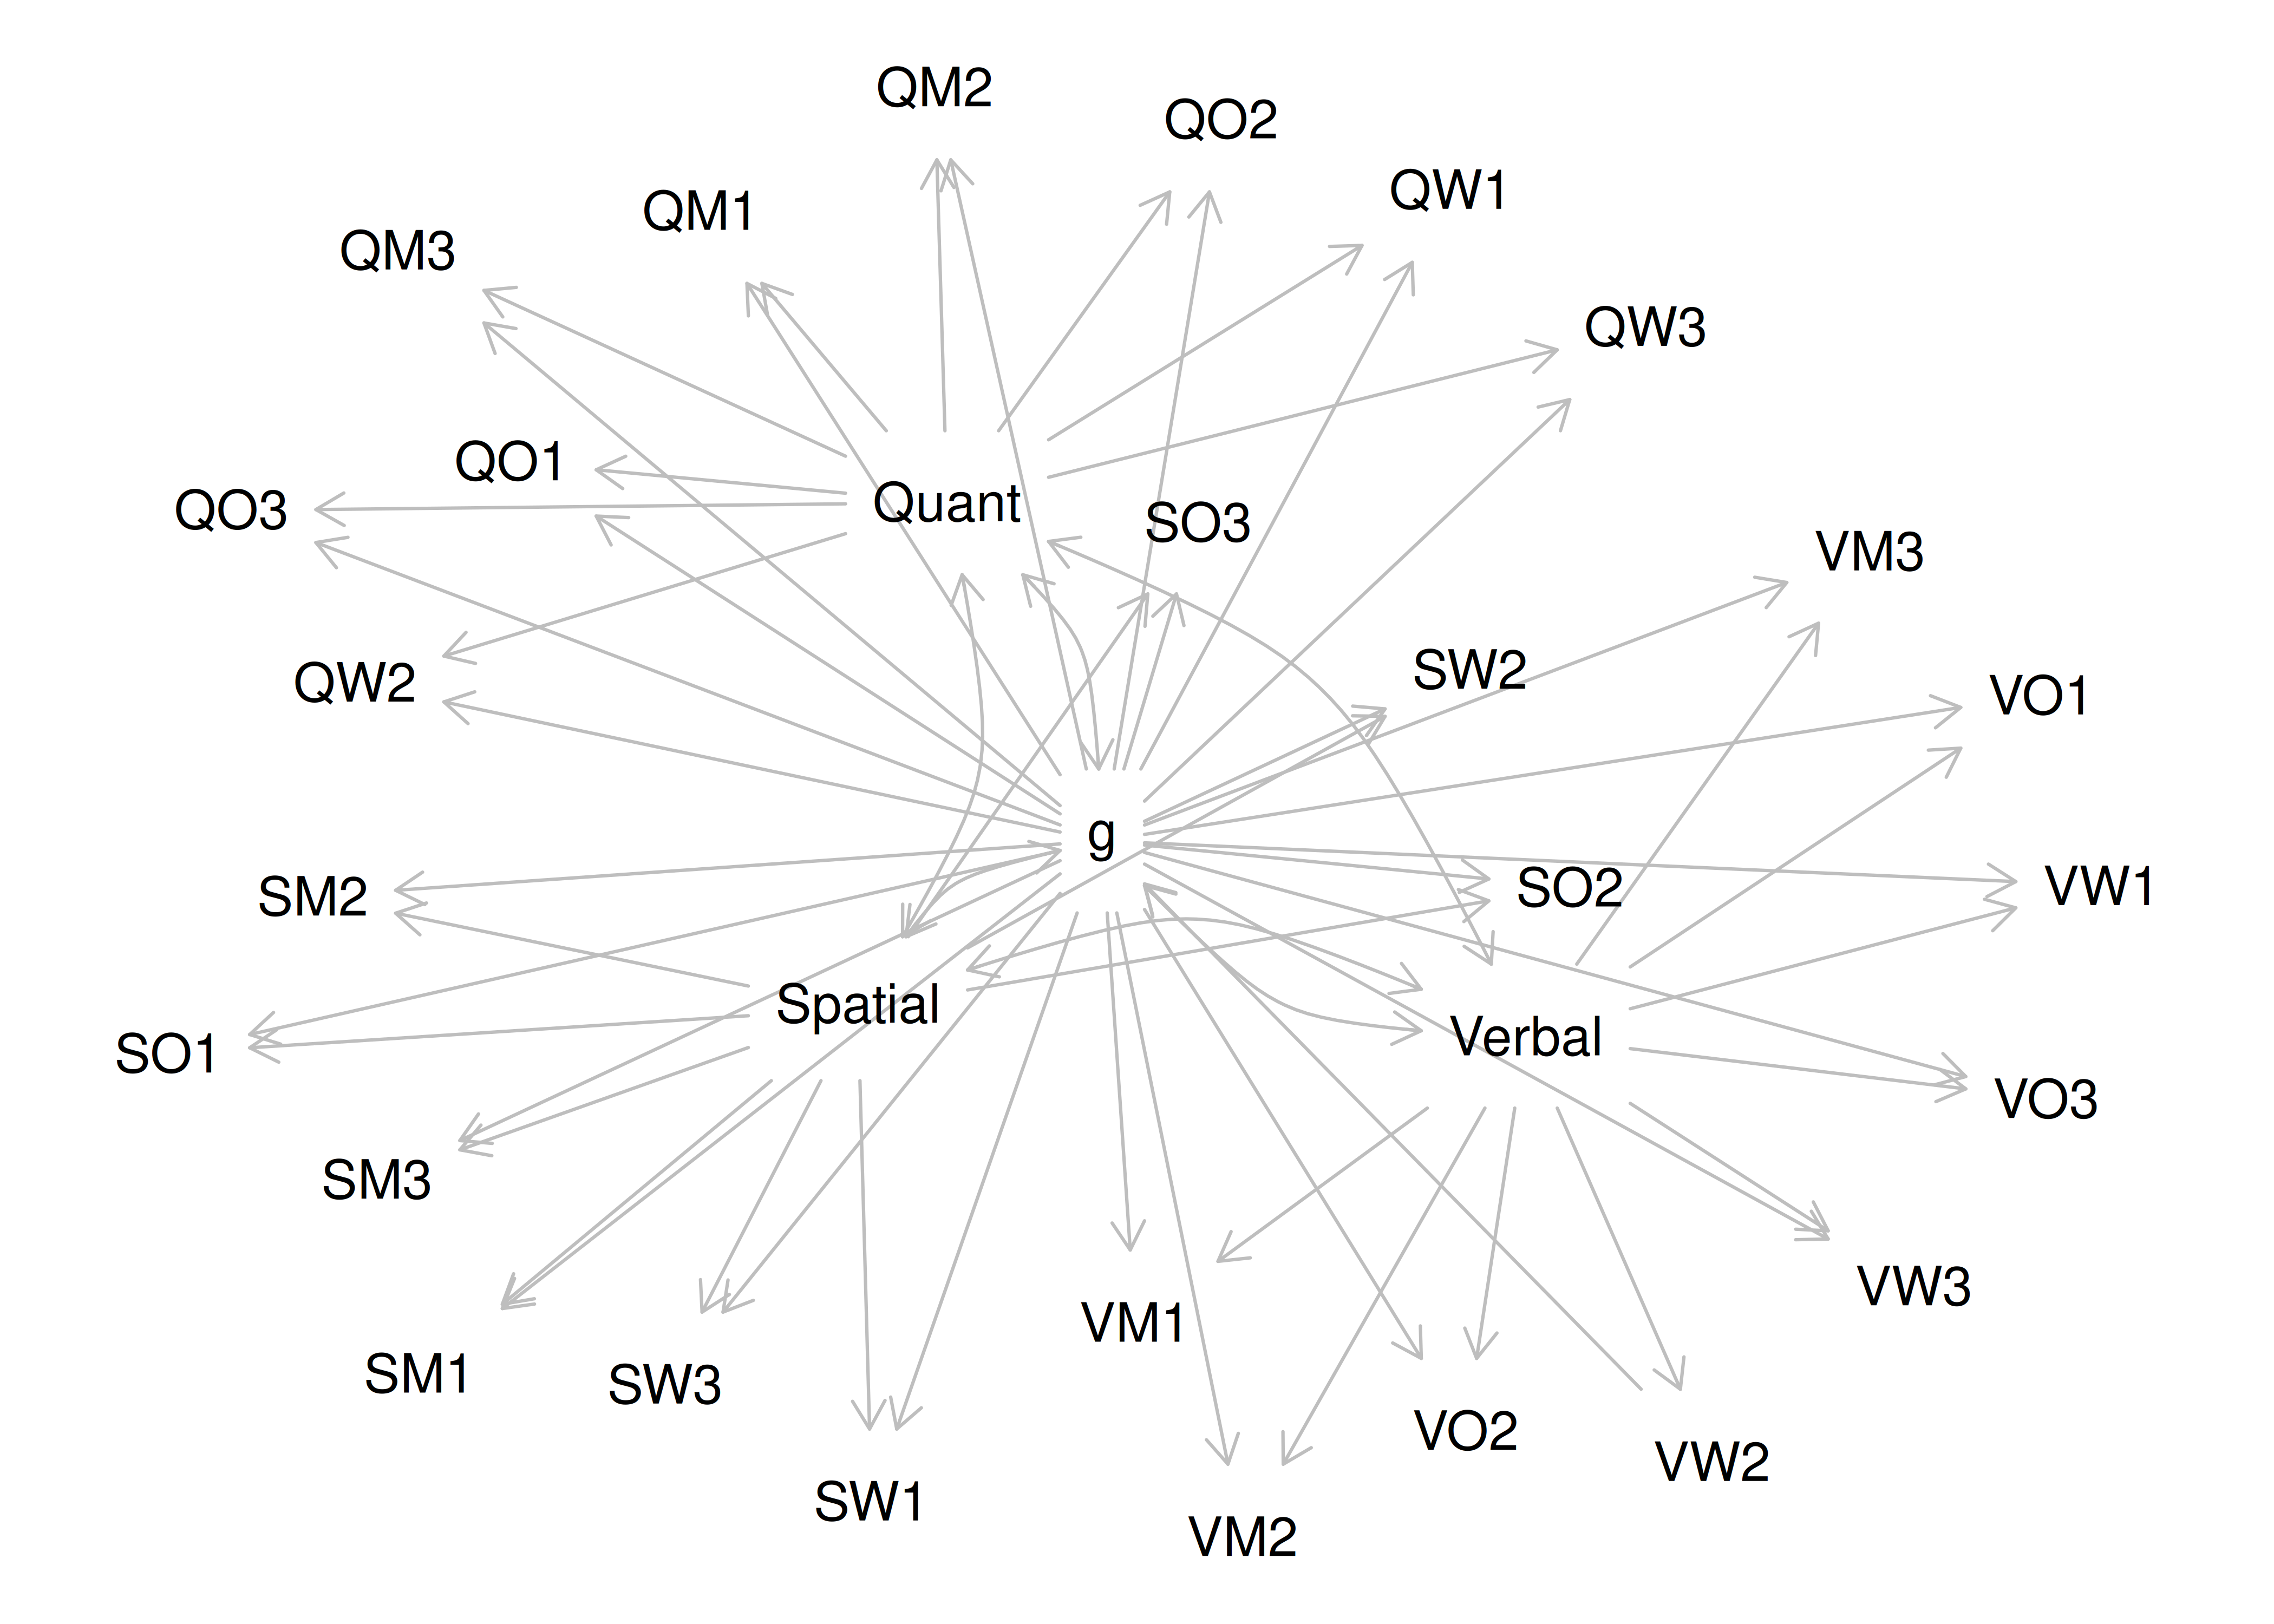 QM2
QO2
QW1
QM1
QM3
QW3
QO1
Quant
QO3
SO3
VM3
SW2
QW2
VO1
g
SM2
SO2
VW1
Spatial
Verbal
SO1
VO3
SM3
VW3
VM1
SM1
SW3
VO2
VW2
SW1
VM2